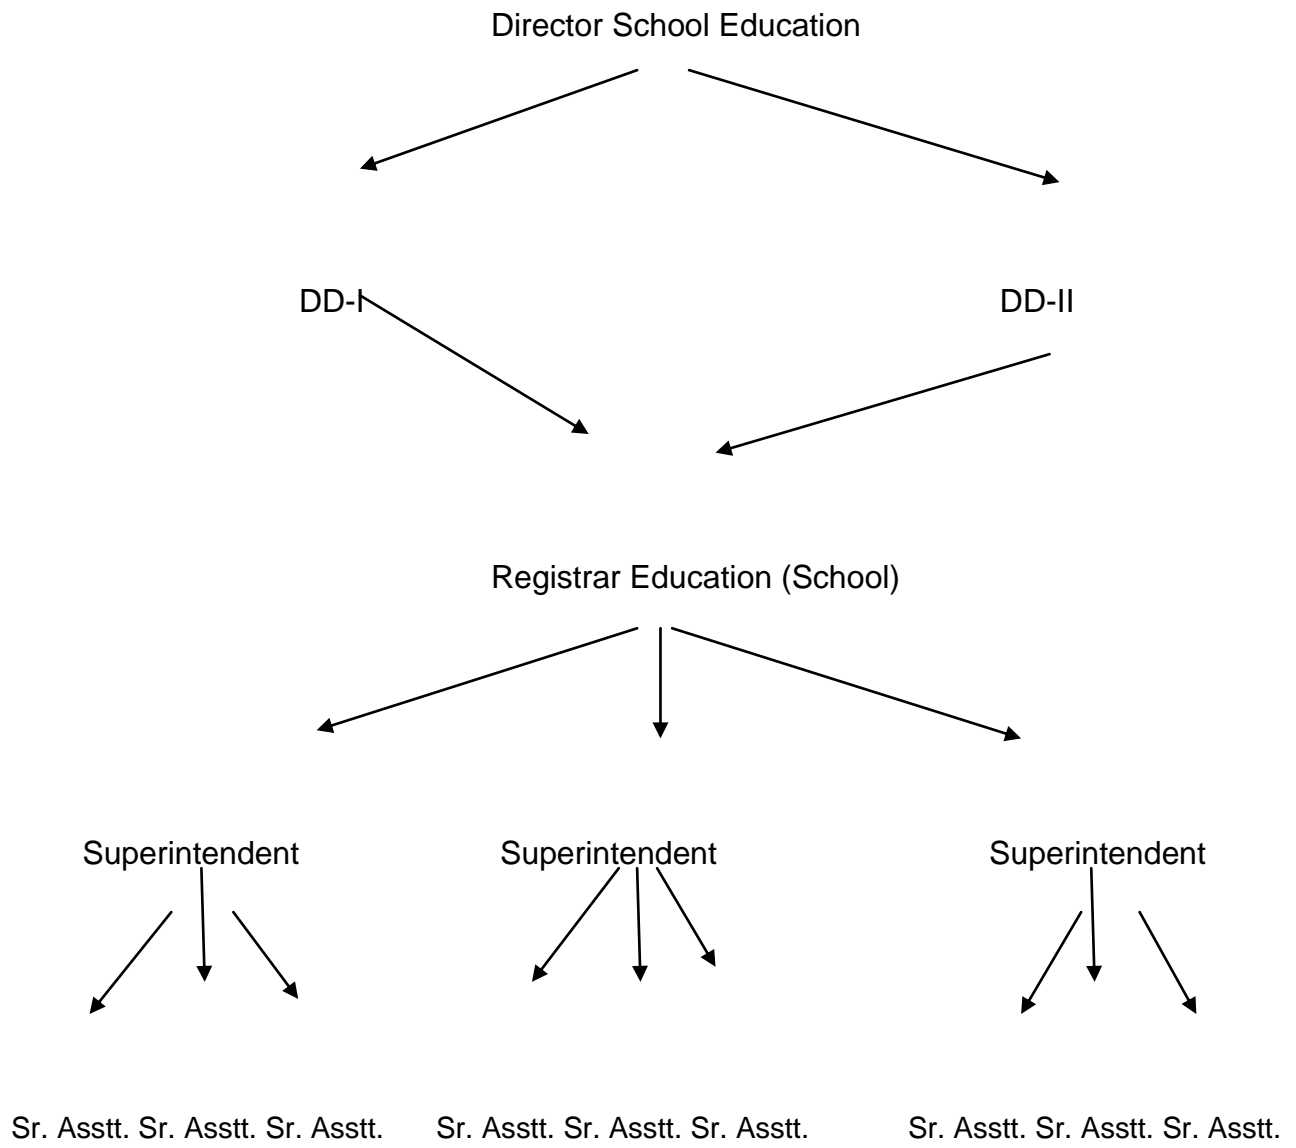 Director School Education
DD-I DD-II
Registrar Education (School)
Superintendent Superintendent Superintendent
Sr. Asstt. Sr. Asstt. Sr. Asstt. Sr. Asstt. Sr. Asstt. Sr. Asstt. Sr. Asstt. Sr. Asstt. Sr. Asstt.